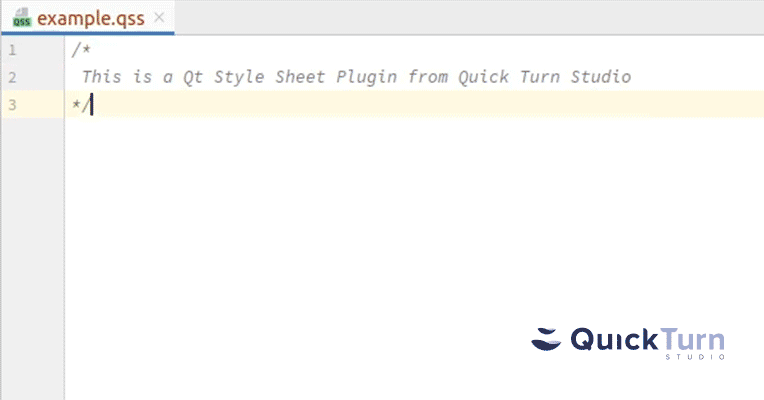 QSS example.qss
1 /*
2 This is a Qt Style Sheet Plugin from Quick Turn Studio
3 */
QuickTurn
STUDIO